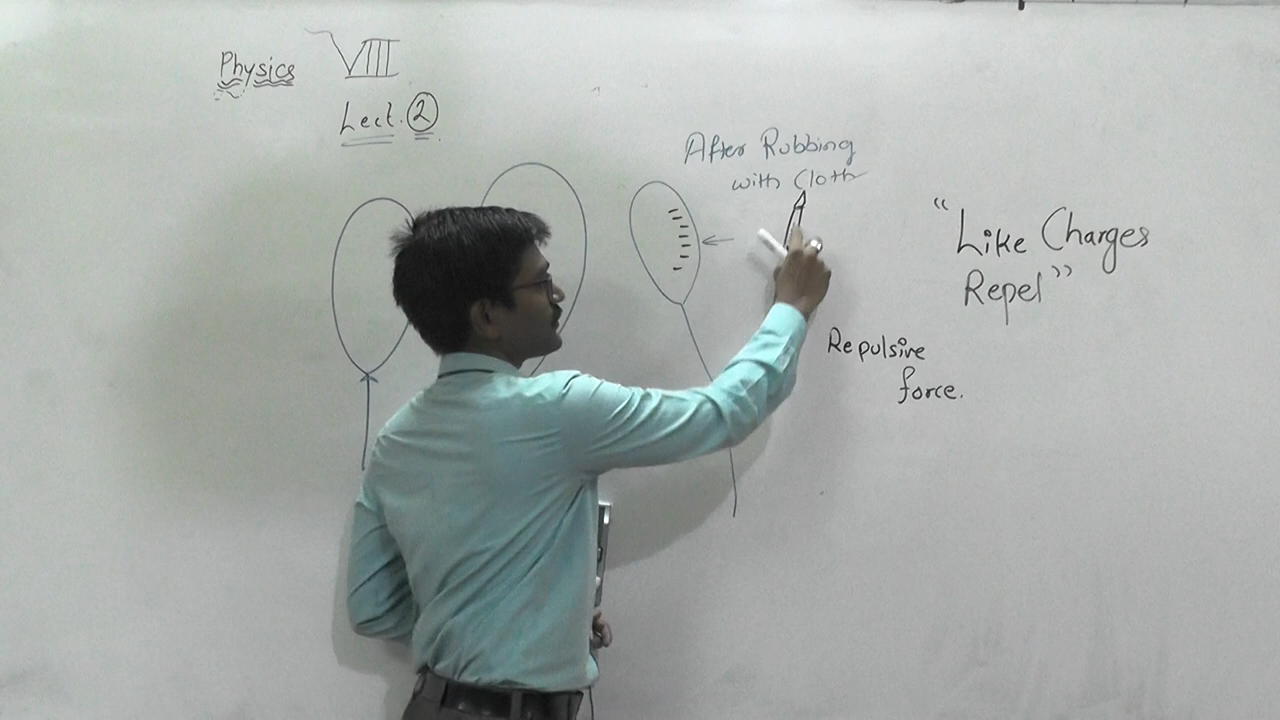 Physics VIII
Lect. 2
After Rubbing
with Cloth
"Like Charges
Repel"
Repulsive
force.